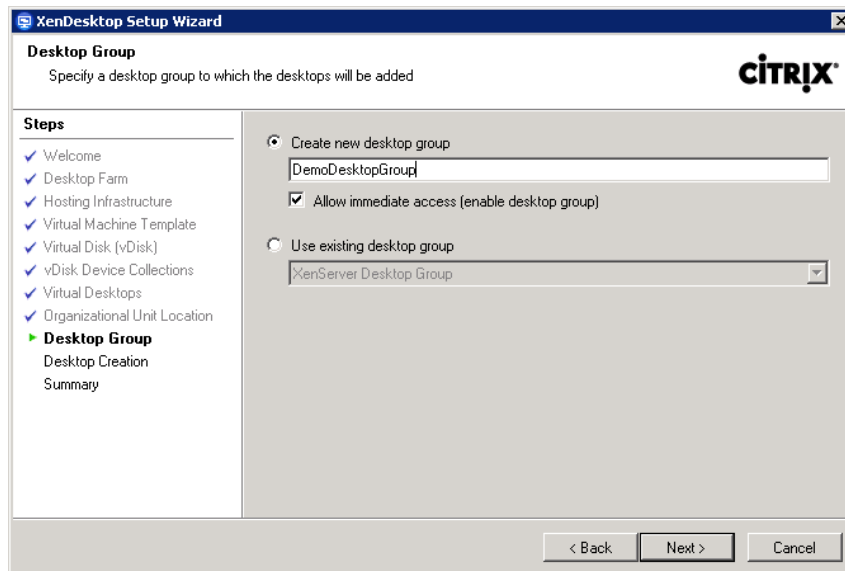 XenDesktop Setup Wizard
Desktop Group
Specify a desktop group to which the desktops will be added
CITRIX
Steps
Welcome
Desktop Farm
Hosting Infrastructure
Virtual Machine Template
Virtual Disk (vDisk)
vDisk Device Collections
Virtual Desktops
Organizational Unit Location
Desktop Group
Desktop Creation
Summary
Create new desktop group
DemoDesktopGroup
Allow immediate access (enable desktop group)
Use existing desktop group
XenServer Desktop Group
< Back
Next >
Cancel